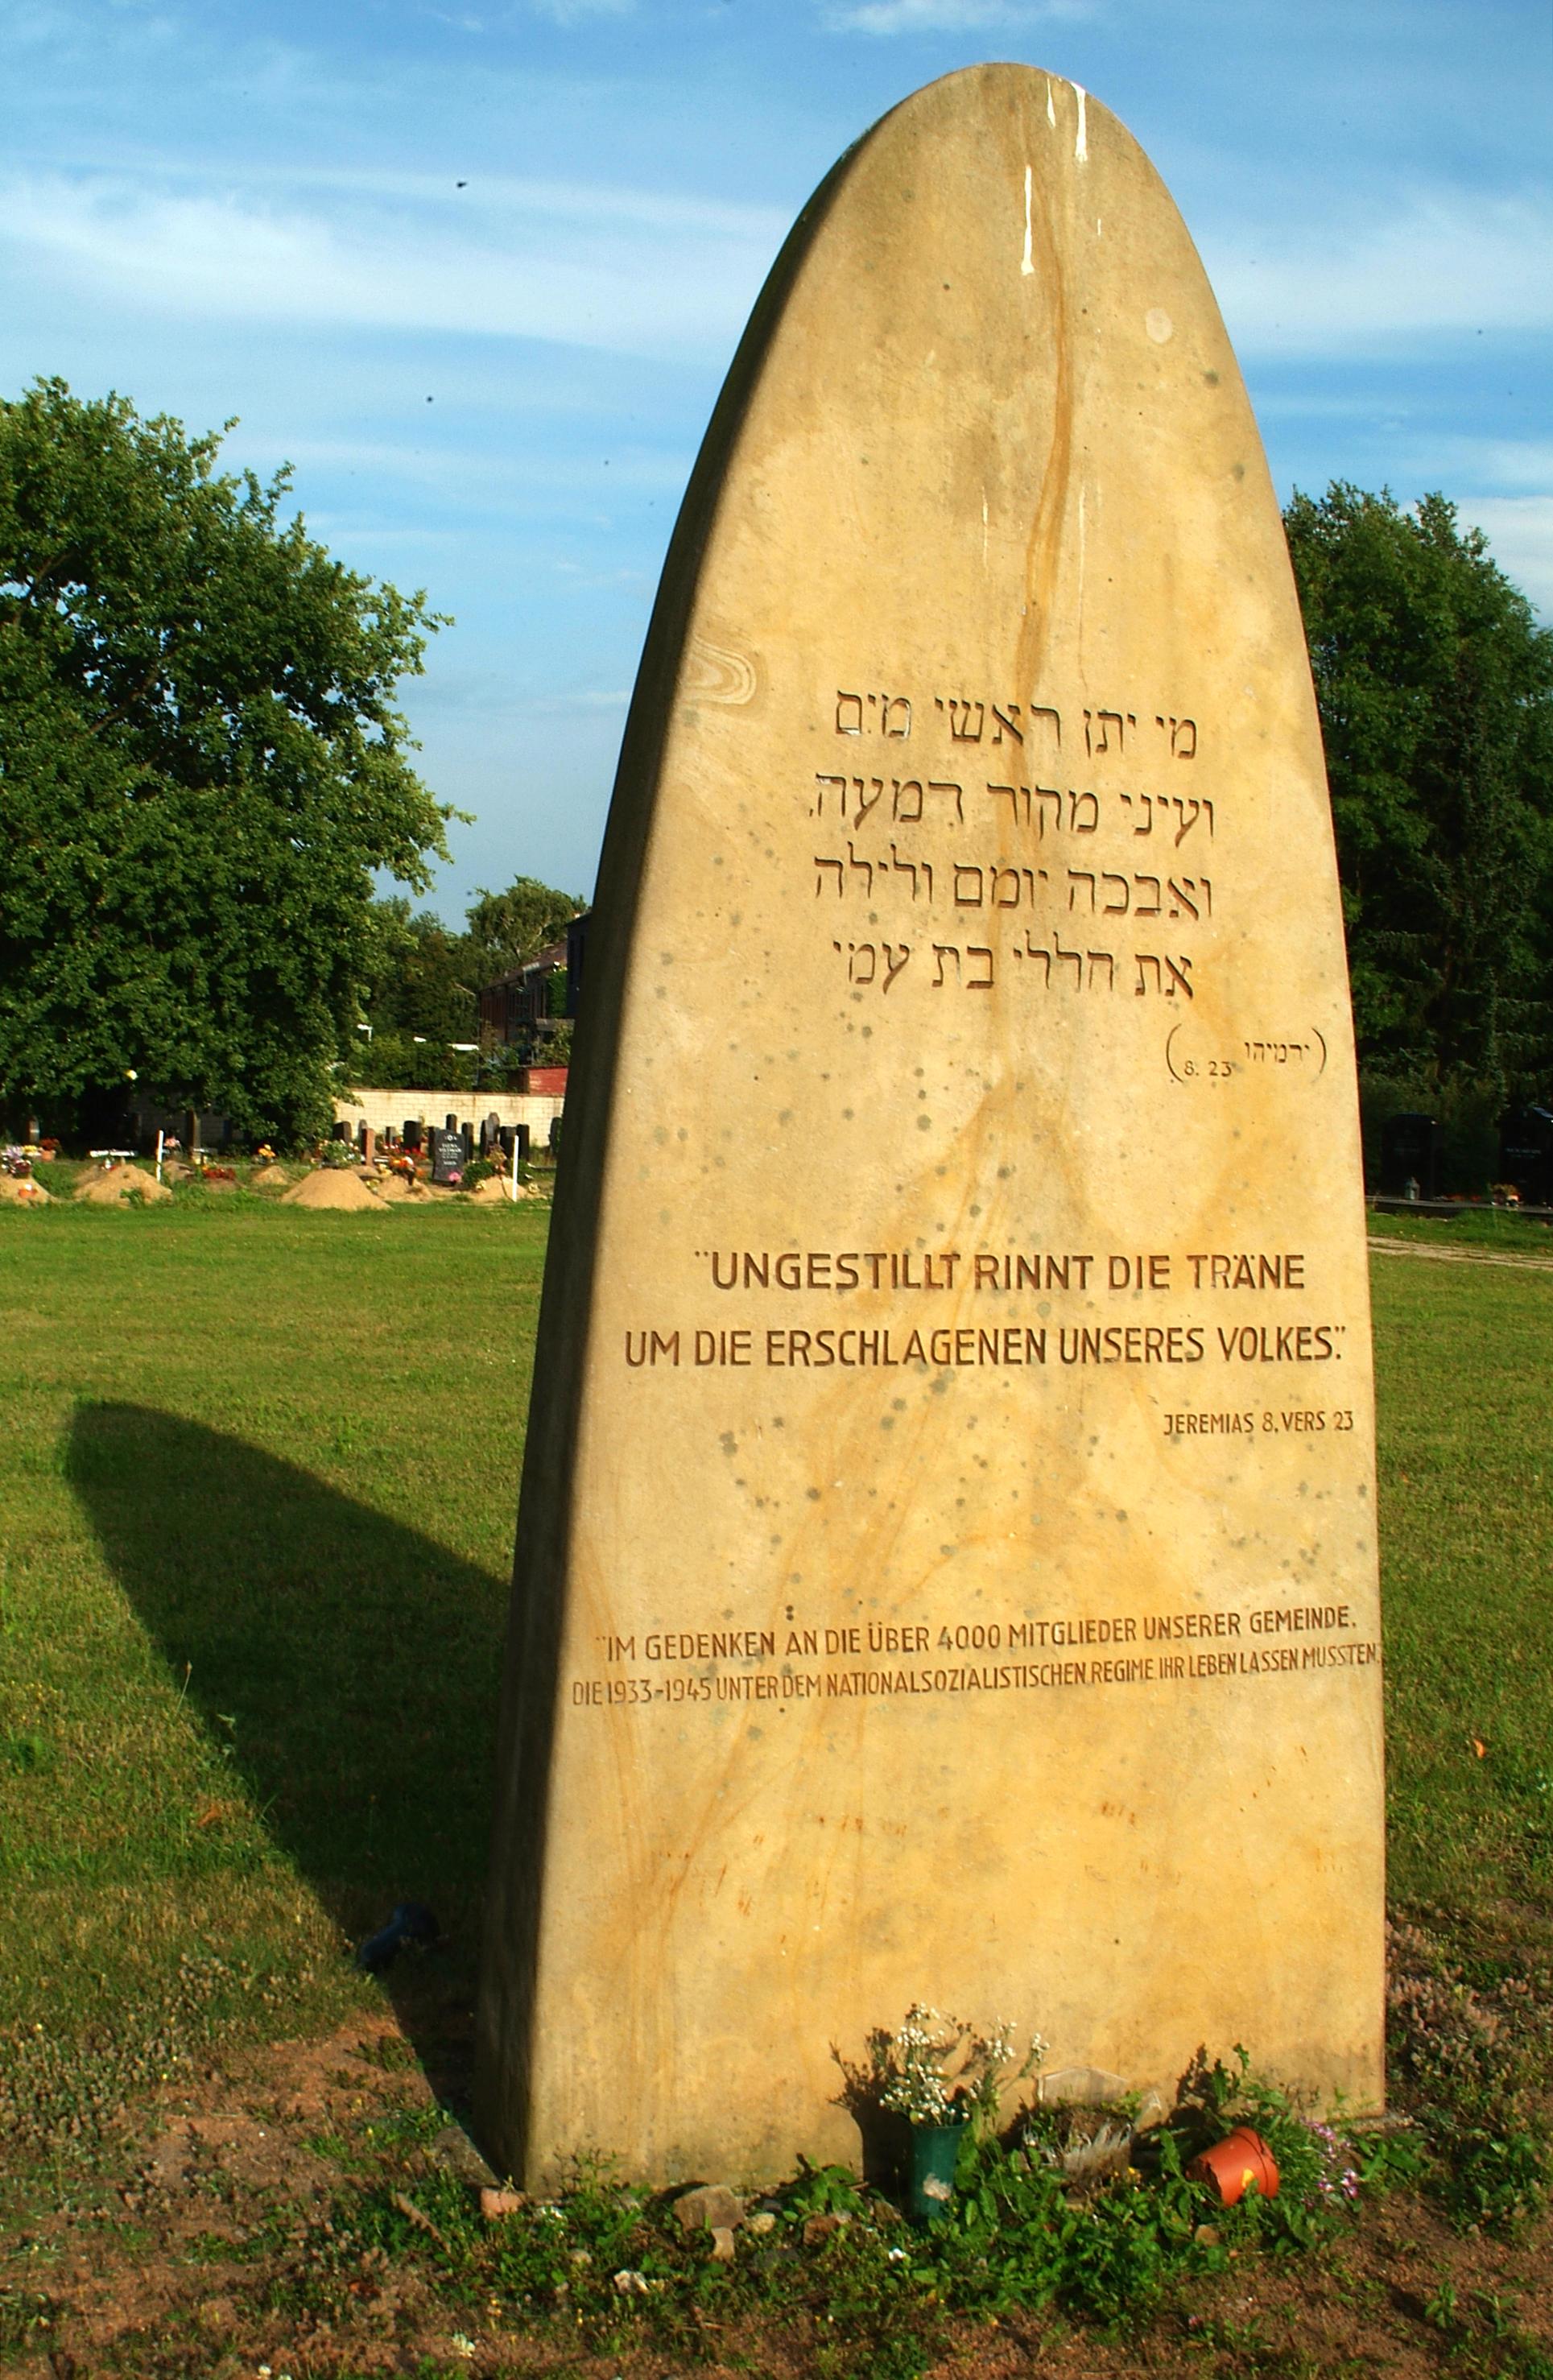 מי יתן ראשי מים
ועיני מקור דמעה.
ואבכה יומם ולילה
את חללי בת עמי
(ירמיהו 8. 23)
"UNGESTILLT RINNT DIE TRÄNE
UM DIE ERSCHLAGENEN UNSERES VOLKES."
JEREMIAS 8, VERS 23
"IM GEDENKEN AN DIE ÜBER 4000 MITGLIEDER UNSERER GEMEINDE,
DIE 1933-1945 UNTER DEM NATIONALSOZIALISTISCHEN REGIME IHR LEBEN LASSEN MUSSTEN.